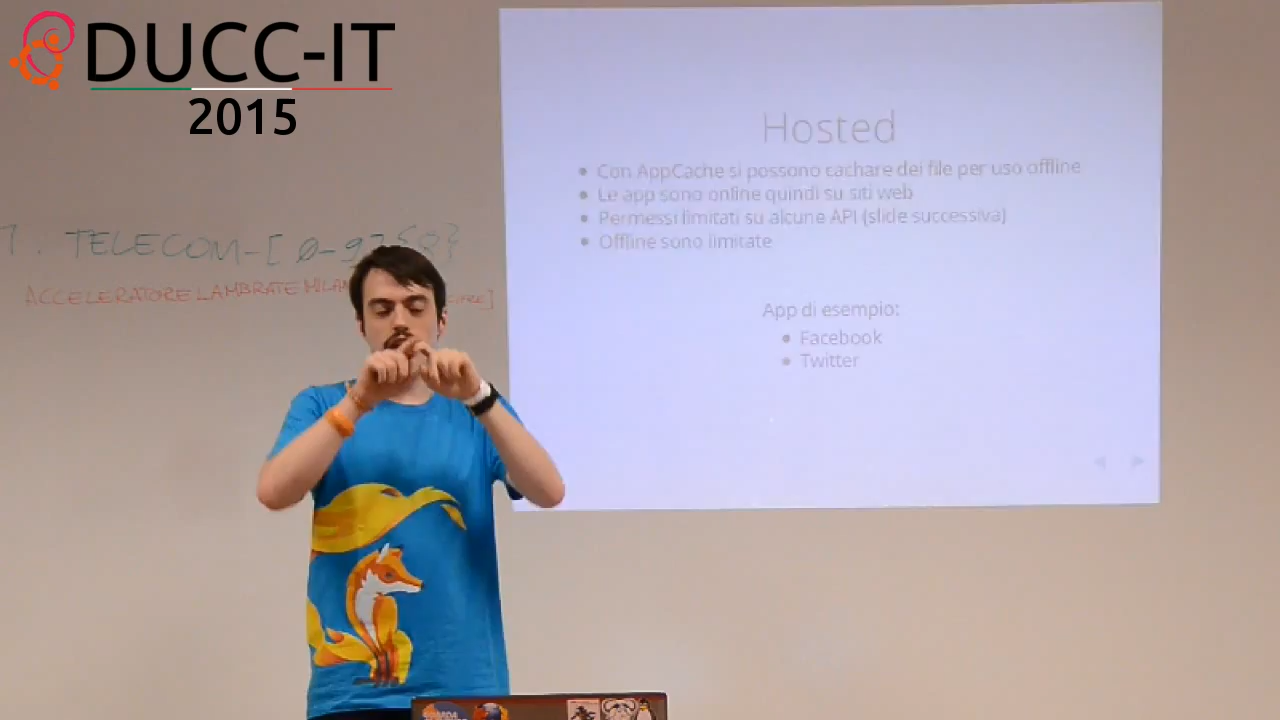 DUCC-IT
2015
Hosted
Con AppCache si possono cachare dei file per uso offline
Le app sono online quindi su siti web
Permessi limitati su alcune API (slide successiva)
Offline sono limitate
App di esempio:
Facebook
Twitter
TELECOM-[
ACCELERATORE LAMBRATE